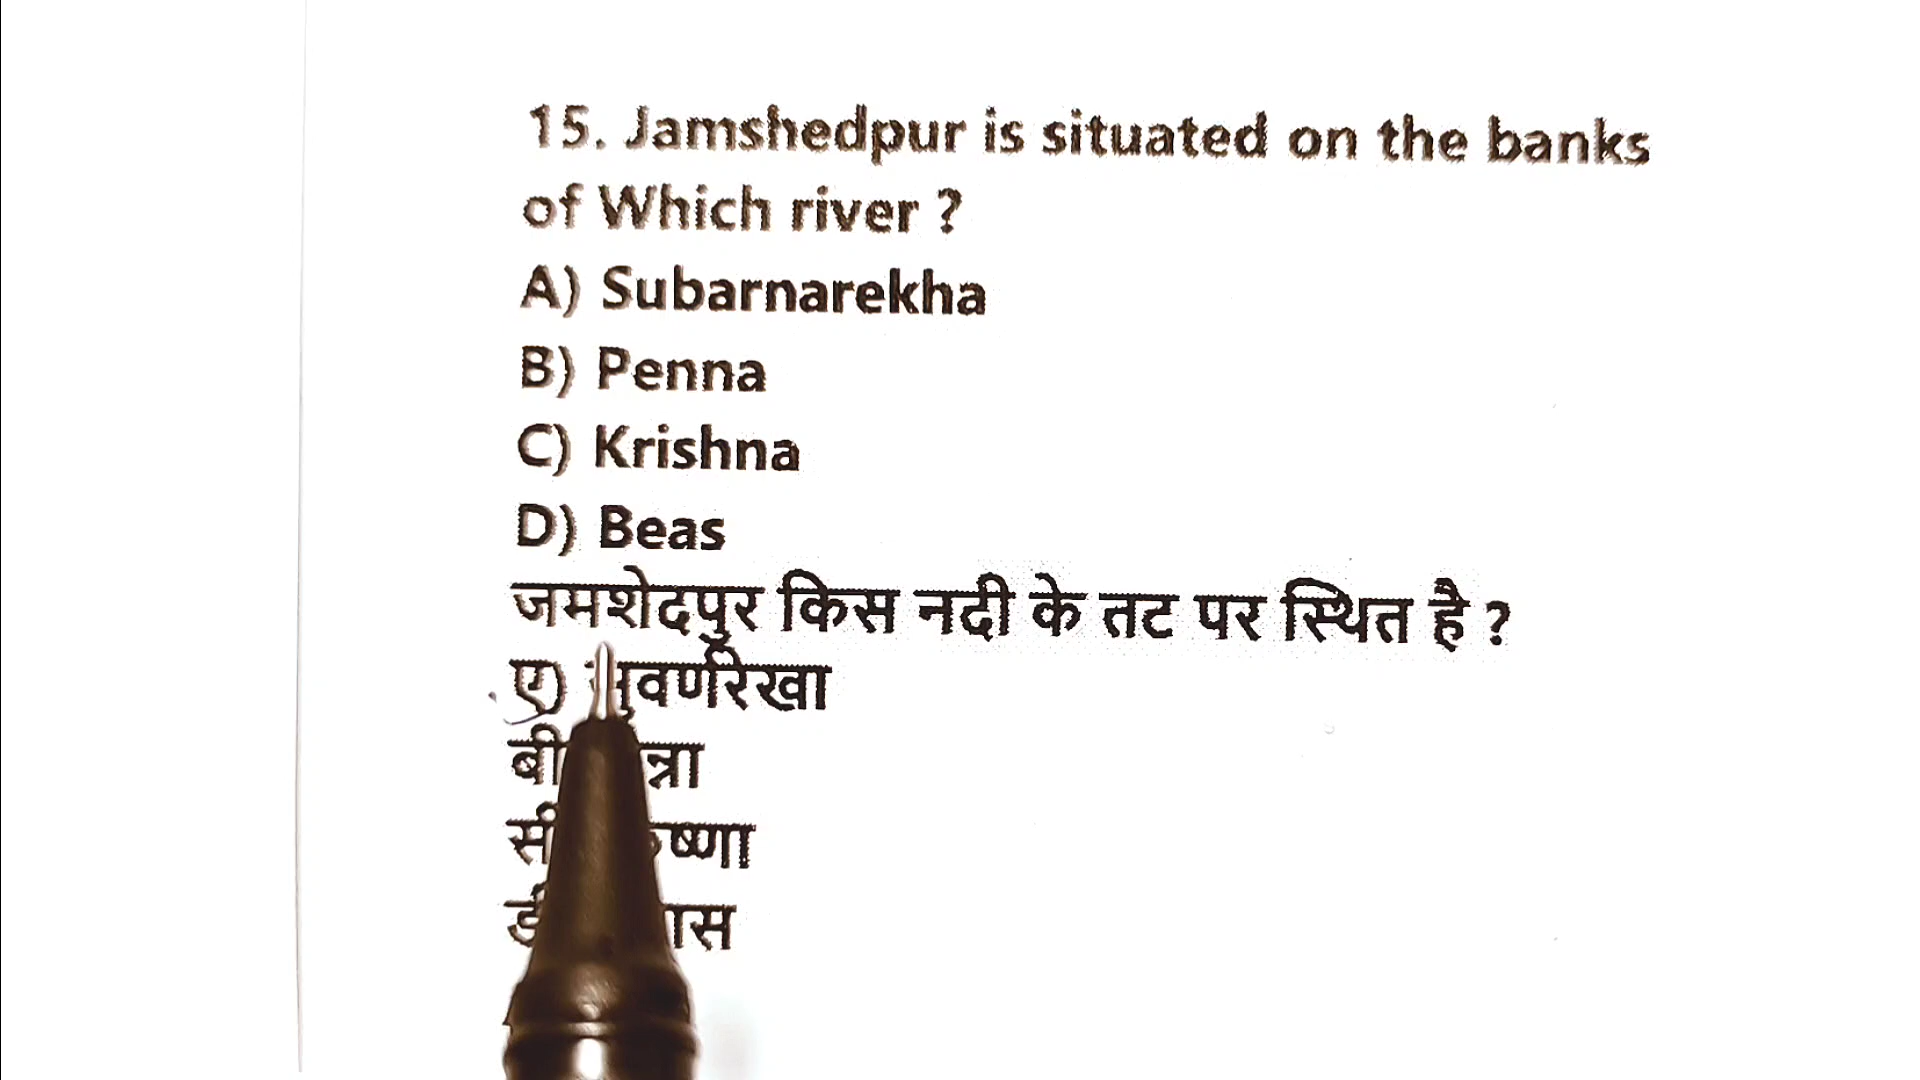 15. Jamshedpur is situated on the banks
of Which river ?
A) Subarnarekha
B) Penna
C) Krishna
D) Beas
जमशेदपुर किस नदी के तट पर स्थित है ?
ए)